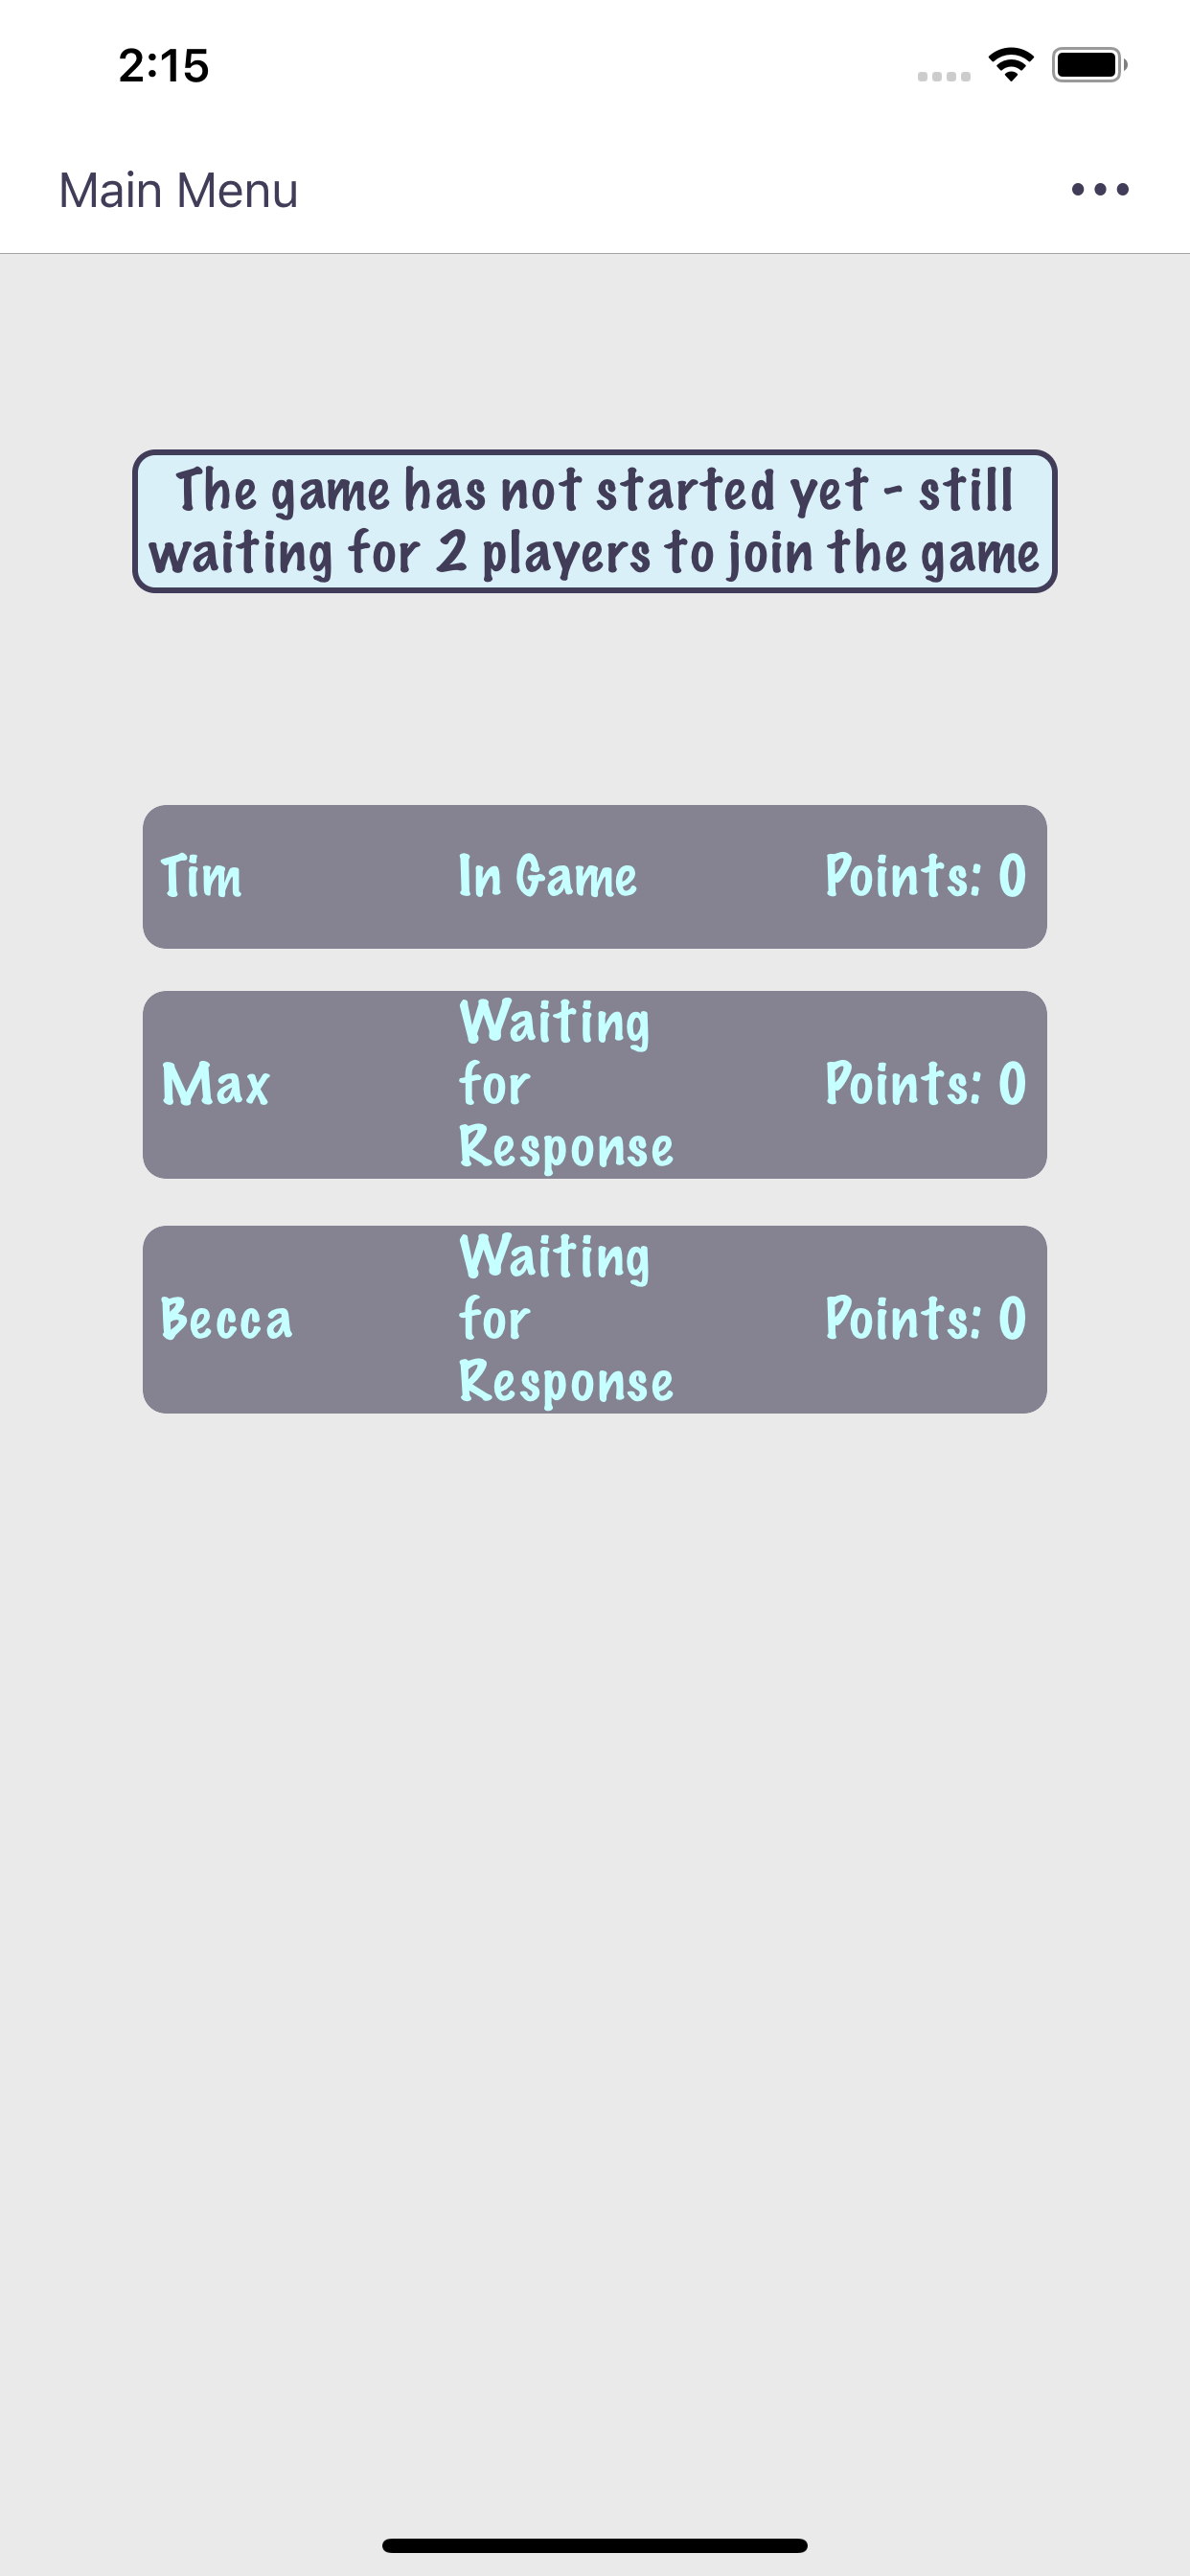 2:15
Main Menu
The game has not started yet - still
waiting for 2 players to join the game
Tim In Game Points: 0
Waiting
for
Max Points: 0
Response
Waiting
for
Becca Points: 0
Response